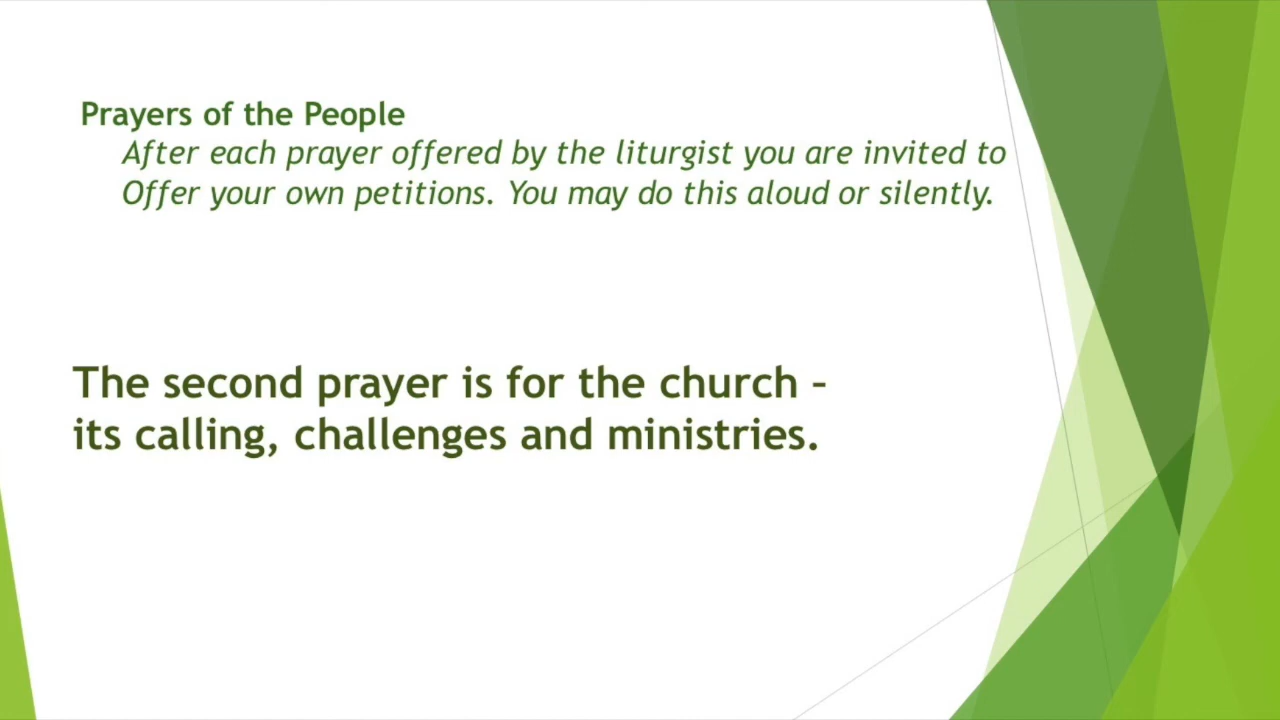 Prayers of the People
After each prayer offered by the liturgist you are invited to
Offer your own petitions. You may do this aloud or silently.
The second prayer is for the church –
its calling, challenges and ministries.